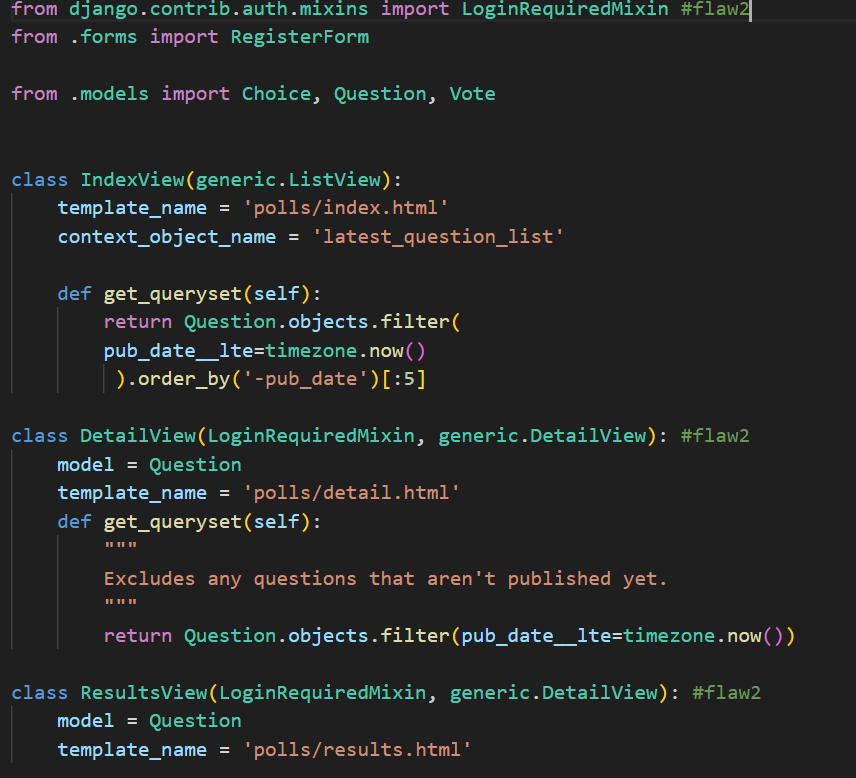 from django.contrib.auth.mixins import LoginRequiredMixin #flaw2
from .forms import RegisterForm
from .models import Choice, Question, Vote
class IndexView(generic.ListView):
    template_name = 'polls/index.html'
    context_object_name = 'latest_question_list'
    def get_queryset(self):
        return Question.objects.filter(
        pub_date__lte=timezone.now()
         ).order_by('-pub_date')[:5]
class DetailView(LoginRequiredMixin, generic.DetailView): #flaw2
    model = Question
    template_name = 'polls/detail.html'
    def get_queryset(self):
        """
        Excludes any questions that aren't published yet.
        """
        return Question.objects.filter(pub_date__lte=timezone.now())
class ResultsView(LoginRequiredMixin, generic.DetailView): #flaw2
    model = Question
    template_name = 'polls/results.html'